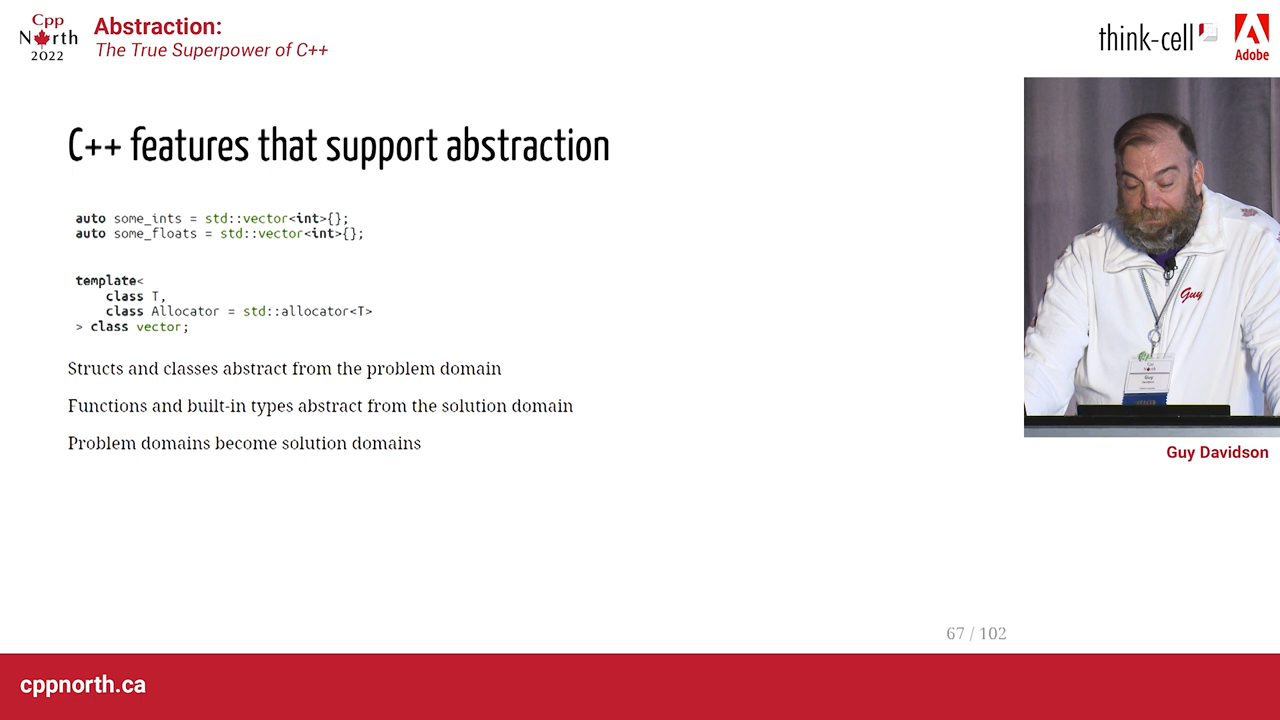 Cpp
North
2022
Abstraction:
The True Superpower of C++
think-cell
Adobe
C++ features that support abstraction
auto some_ints = std::vector<int>{};
auto some_floats = std::vector<int>{};
template<
class T,
class Allocator = std::allocator<T>
> class vector;
Structs and classes abstract from the problem domain
Functions and built-in types abstract from the solution domain
Problem domains become solution domains
Guy
Guy
Guy Davidson
67 / 102
cppnorth.ca